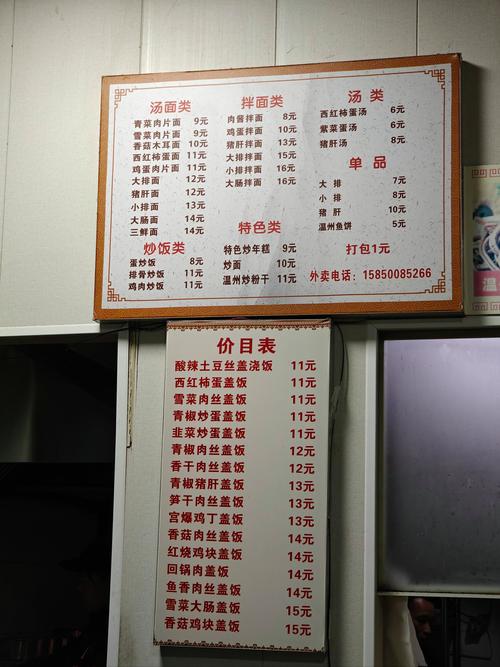 汤面类
青菜肉片面 9元
雪菜肉片面 9元
香菇木耳面 10元
西红柿蛋面 11元
鸡蛋肉片面 11元
大排面 12元
猪肝面 12元
小排面 13元
大肠面 14元
三鲜面 14元
炒饭类
蛋炒饭 8元
排骨炒饭 11元
鸡肉炒饭 11元
拌面类
肉酱拌面 8元
鸡蛋拌面 10元
猪肝拌面 13元
大排拌面 15元
小排拌面 16元
大肠拌面 16元
特色类
特色炒年糕 9元
炒面 10元
温州炒粉干 11元
汤类
西红柿蛋汤 6元
紫菜蛋汤 6元
猪肝汤 8元
单品
大排 7元
小排 8元
猪肝 10元
温州鱼饼 5元
打包1元
外卖电话：15850085266
温
价目表
酸辣土豆丝盖浇饭 11元
西红柿蛋盖饭 11元
雪菜肉丝盖饭 11元
青椒炒蛋盖饭 11元
韭菜炒蛋盖饭 11元
青椒肉丝盖饭 12元
香干肉丝盖饭 12元
青椒猪肝盖饭 13元
笋干肉丝盖饭 13元
宫爆鸡丁盖饭 13元
香菇肉丝盖饭 14元
红烧鸡块盖饭 14元
回锅肉盖饭 14元
鱼香肉丝盖饭 14元
雪菜大肠盖饭 15元
香菇鸡块盖饭 15元